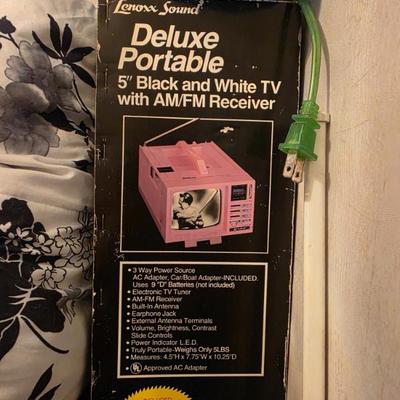 Lenoxx Sound
Deluxe
Portable
5" Black and White TV
with AM/FM Receiver
• 3 Way Power Source
AC Adapter, Car/Boat Adapter-INCLUDED.
Uses 9 "D" Batteries (not included)
• Electronic TV Tuner
• AM-FM Receiver
• Built-In Antenna
• Earphone Jack
• External Antenna Terminals
• Volume, Brightness, Contrast
Slide Controls
• Power Indicator L.E.D.
• Truly Portable-Weighs Only 5LBS
• Measures: 4.5"H x 7.75"W x 10.25"D
UL Approved AC Adapter